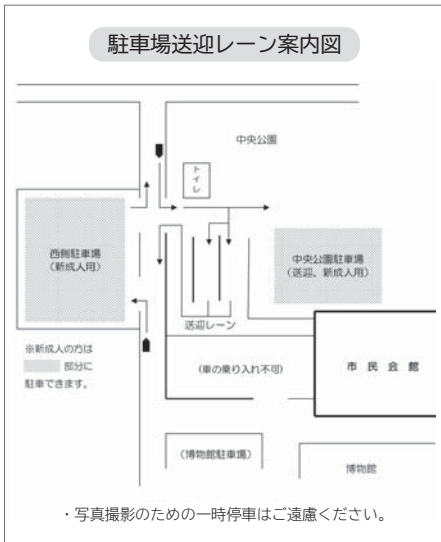 駐車場送迎レーン案内図
中央公園
トイレ
西側駐車場
(新成人用)
中央公園駐車場
(送迎、新成人用)
送迎レーン
※新成人の方は
部分に
駐車できます。
(車の乗り入れ不可)
市民会館
(博物館駐車場)
博物館
・写真撮影のための一時停車はご遠慮ください。